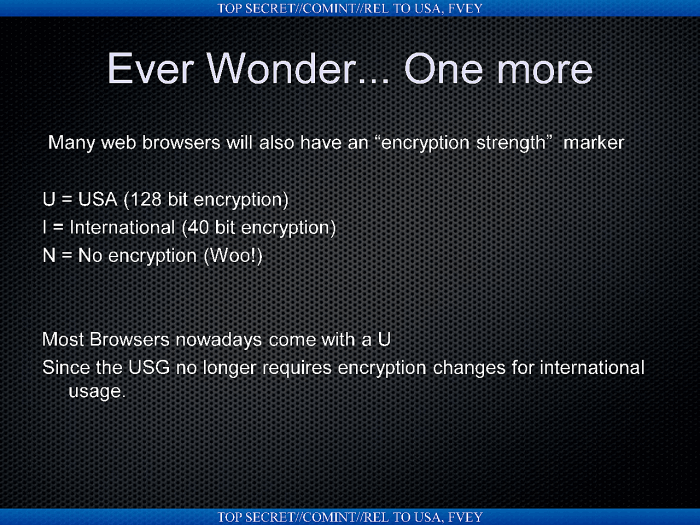 TOP SECRET//COMINT//REL TO USA, FVEY
Ever Wonder... One more
Many web browsers will also have an “encryption strength” marker
U = USA (128 bit encryption)
I = International (40 bit encryption)
N = No encryption (Woo!)
Most Browsers nowadays come with a U
Since the USG no longer requires encryption changes for international
usage.
TOP SECRET//COMINT//REL TO USA, FVEY